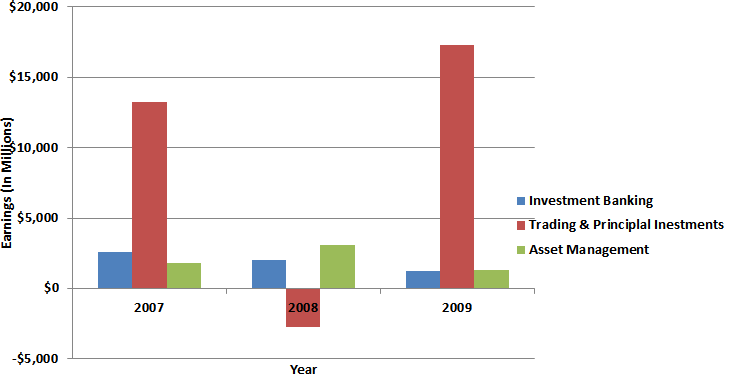 $20,000
$15,000
$10,000
$5,000
$0
-$5,000
Earnings (In Millions)
2007
2008
2009
Year
Investment Banking
Trading & Principlal Inestments
Asset Management